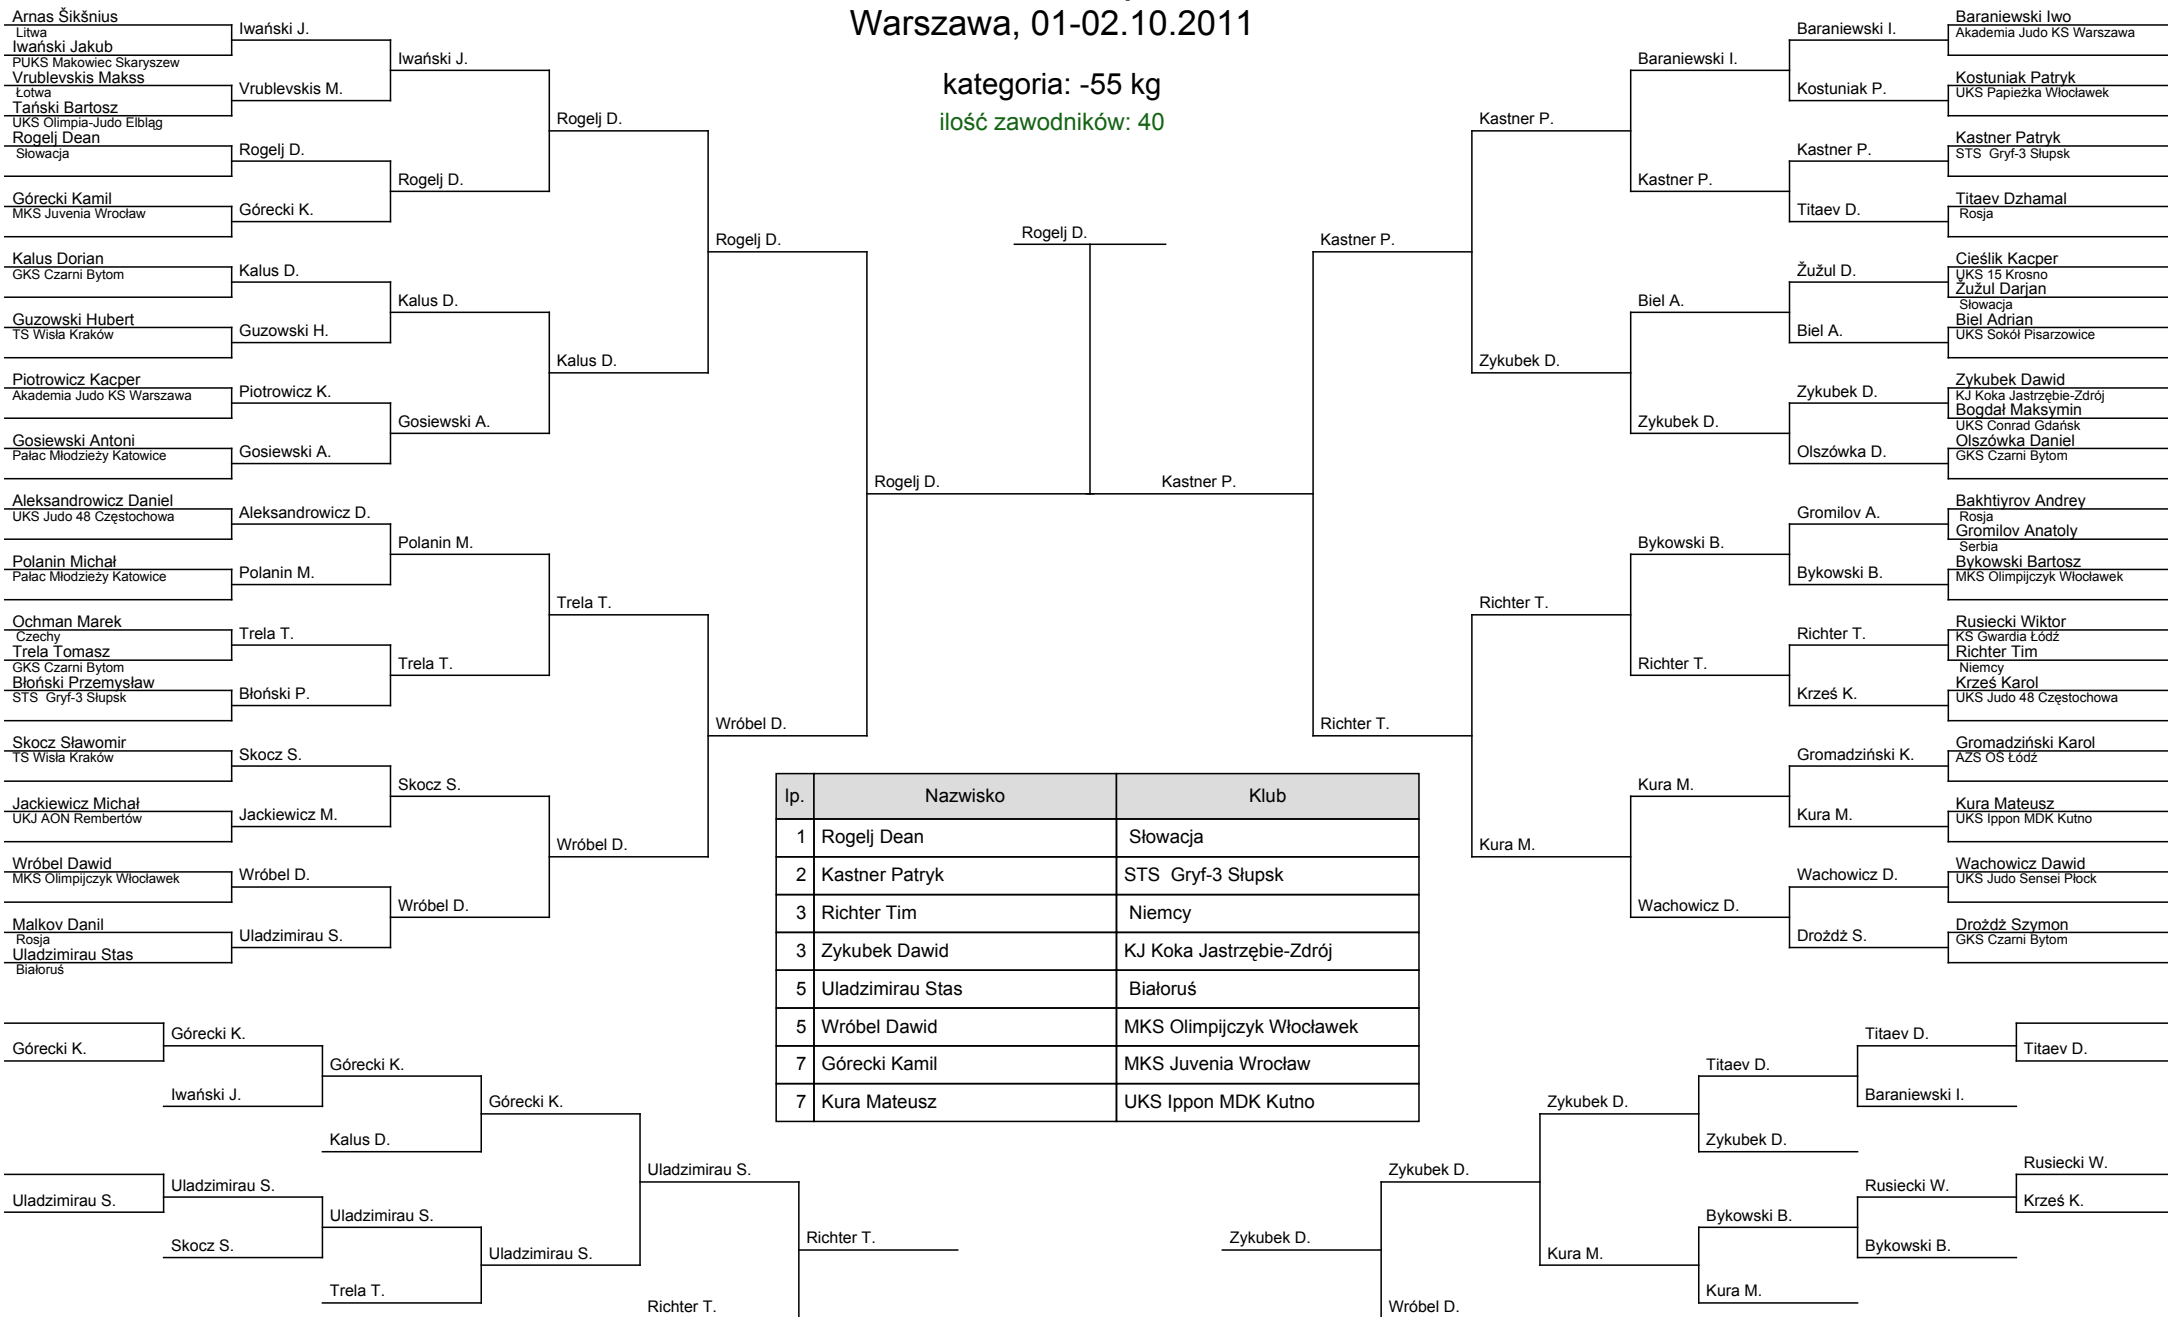 Warszawa, 01-02.10.2011
kategoria: -55 kg
ilość zawodników: 40
Arnas Šikšnius
Litwa
Iwański Jakub
PUKS Makowiec Skaryszew
Vrublevskis Makss
Łotwa
Tański Bartosz
UKS Olimpia-Judo Elbląg
Rogelj Dean
Słowacja
Górecki Kamil
MKS Juvenia Wrocław
Kalus Dorian
GKS Czarni Bytom
Guzowski Hubert
TS Wisła Kraków
Piotrowicz Kacper
Akademia Judo KS Warszawa
Gosiewski Antoni
Pałac Młodzieży Katowice
Aleksandrowicz Daniel
UKS Judo 48 Częstochowa
Polanin Michał
Pałac Młodzieży Katowice
Ochman Marek
Czechy
Trela Tomasz
GKS Czarni Bytom
Błoński Przemysław
STS Gryf-3 Słupsk
Skocz Sławomir
TS Wisła Kraków
Jackiewicz Michał
UKJ AON Rembertów
Wróbel Dawid
MKS Olimpijczyk Włocławek
Malkov Danil
Rosja
Uladzimirau Stas
Białoruś
Iwański J.
Vrublevskis M.
Rogelj D.
Górecki K.
Kalus D.
Guzowski H.
Piotrowicz K.
Gosiewski A.
Aleksandrowicz D.
Polanin M.
Trela T.
Błoński P.
Skocz S.
Jackiewicz M.
Wróbel D.
Uladzimirau S.
Iwański J.
Rogelj D.
Kalus D.
Gosiewski A.
Polanin M.
Trela T.
Skocz S.
Wróbel D.
Rogelj D.
Kalus D.
Trela T.
Wróbel D.
Rogelj D.
Wróbel D.
Rogelj D.
Rogelj D.
Kastner P.
Kastner P.
Richter T.
Kastner P.
Zykubek D.
Richter T.
Kura M.
Baraniewski I.
Kastner P.
Biel A.
Zykubek D.
Bykowski B.
Richter T.
Kura M.
Wachowicz D.
Baraniewski I.
Kostuniak P.
Kastner P.
Titaev D.
Žužul D.
Biel A.
Zykubek D.
Olszówka D.
Gromilov A.
Bykowski B.
Richter T.
Krześ K.
Gromadziński K.
Kura M.
Wachowicz D.
Drożdż S.
Baraniewski Iwo
Akademia Judo KS Warszawa
Kostuniak Patryk
UKS Papieżka Włocławek
Kastner Patryk
STS Gryf-3 Słupsk
Titaev Dzhamal
Rosja
Cieślik Kacper
UKS 15 Krosno
Žužul Darjan
Słowacja
Biel Adrian
UKS Sokół Pisarzowice
Zykubek Dawid
KJ Koka Jastrzębie-Zdrój
Bogdał Maksymin
UKS Conrad Gdańsk
Olszówka Daniel
GKS Czarni Bytom
Bakhtiyrov Andrey
Rosja
Gromilov Anatoly
Serbia
Bykowski Bartosz
MKS Olimpijczyk Włocławek
Rusiecki Wiktor
KS Gwardia Łódź
Richter Tim
Niemcy
Krześ Karol
UKS Judo 48 Częstochowa
Gromadziński Karol
AZS OŚ Łódź
Kura Mateusz
UKS Ippon MDK Kutno
Wachowicz Dawid
UKS Judo Sensei Płock
Drożdż Szymon
GKS Czarni Bytom
lp. Nazwisko Klub
1 Rogelj Dean Słowacja
2 Kastner Patryk STS Gryf-3 Słupsk
3 Richter Tim Niemcy
3 Zykubek Dawid KJ Koka Jastrzębie-Zdrój
5 Uladzimirau Stas Białoruś
5 Wróbel Dawid MKS Olimpijczyk Włocławek
7 Górecki Kamil MKS Juvenia Wrocław
7 Kura Mateusz UKS Ippon MDK Kutno
Górecki K.
Uladzimirau S.
Górecki K.
Iwański J.
Uladzimirau S.
Skocz S.
Górecki K.
Kalus D.
Uladzimirau S.
Trela T.
Górecki K.
Uladzimirau S.
Uladzimirau S.
Richter T.
Richter T.
Zykubek D.
Zykubek D.
Wróbel D.
Zykubek D.
Kura M.
Titaev D.
Zykubek D.
Bykowski B.
Kura M.
Titaev D.
Baraniewski I.
Rusiecki W.
Bykowski B.
Titaev D.
Rusiecki W.
Krześ K.